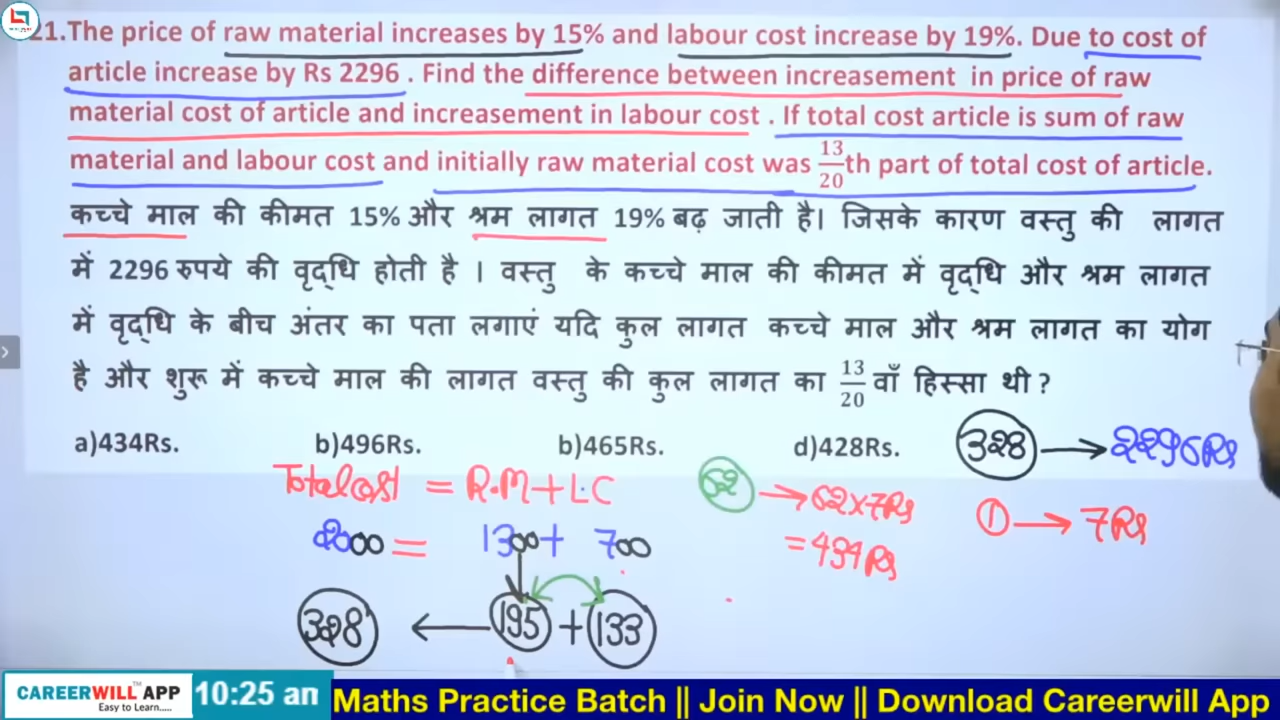 21.The price of raw material increases by 15% and labour cost increase by 19%. Due to cost of
article increase by Rs 2296 . Find the difference between increasement in price of raw
material cost of article and increasement in labour cost . If total cost article is sum of raw
material and labour cost and initially raw material cost was 13/20th part of total cost of article.
कच्चे माल की कीमत 15% और श्रम लागत 19% बढ़ जाती है। जिसके कारण वस्तु की लागत
में 2296 रुपये की वृद्धि होती है । वस्तु के कच्चे माल की कीमत में वृद्धि और श्रम लागत
में वृद्धि के बीच अंतर का पता लगाएं यदि कुल लागत कच्चे माल और श्रम लागत का योग
है और शुरू में कच्चे माल की लागत वस्तु की कुल लागत का 13/20 वाँ हिस्सा थी ?
a)434Rs. b)496Rs. b)465Rs. d)428Rs.
328 → 2296Rs
Total cost = R.M + L.C
62 → 62×7Rs
1 → 7Rs
2000 = 1300 + 700
= 434Rs
328 ← 195 + 133
CAREERWILL APP
Easy to Learn.....
10:25 an
Maths Practice Batch || Join Now || Download Careerwill App